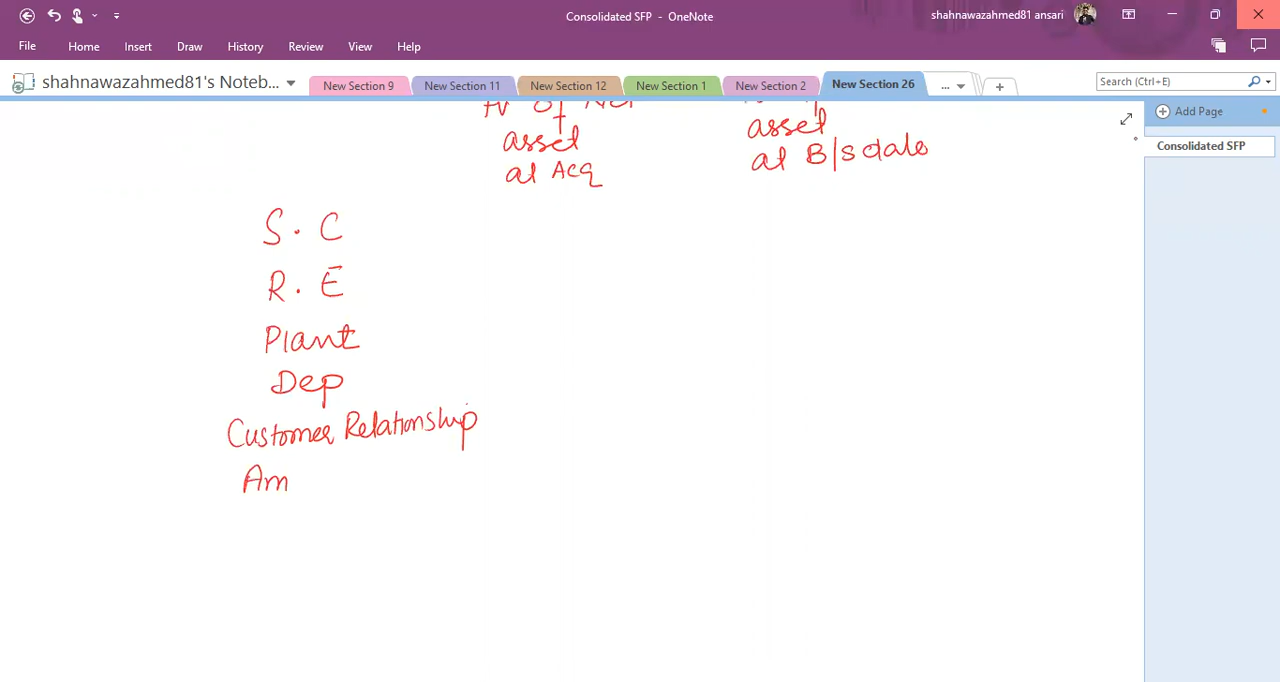 Consolidated SFP - OneNote
shahnawazahmed81 ansari
File Home Insert Draw History Review View Help
shahnawazahmed81's Noteb... New Section 9 New Section 11 New Section 12 New Section 1 New Section 2 New Section 26 ... Search (Ctrl+E)
Add Page
Consolidated SFP
of
asset
at Acq
asset
at B/s date
S. C
R. E
Plant
Dep
Customer Relationship
Am